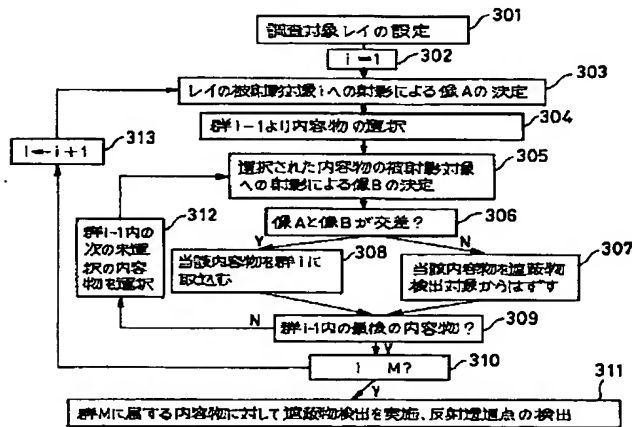 301
調査対象レイの設定
i=1
302
303
レイの被射影対象iへの射影による像Aの決定
304
群i-1より内容物の選択
313
i←i+1
305
選択された内容物の被射影対象
への射影による像Bの決定
312
群i-1内の
次の未選
択の内容
物を選択
306
像Aと像Bが交差?
Y
N
308
当該内容物を群iに
取込む
307
当該内容物を遮蔽物
検出対象からはずす
N
309
群i-1内の最後の内容物?
Y
310
i M?
Y
311
群Mに属する内容物に対して遮蔽物検出を実施、反射透過点の検出